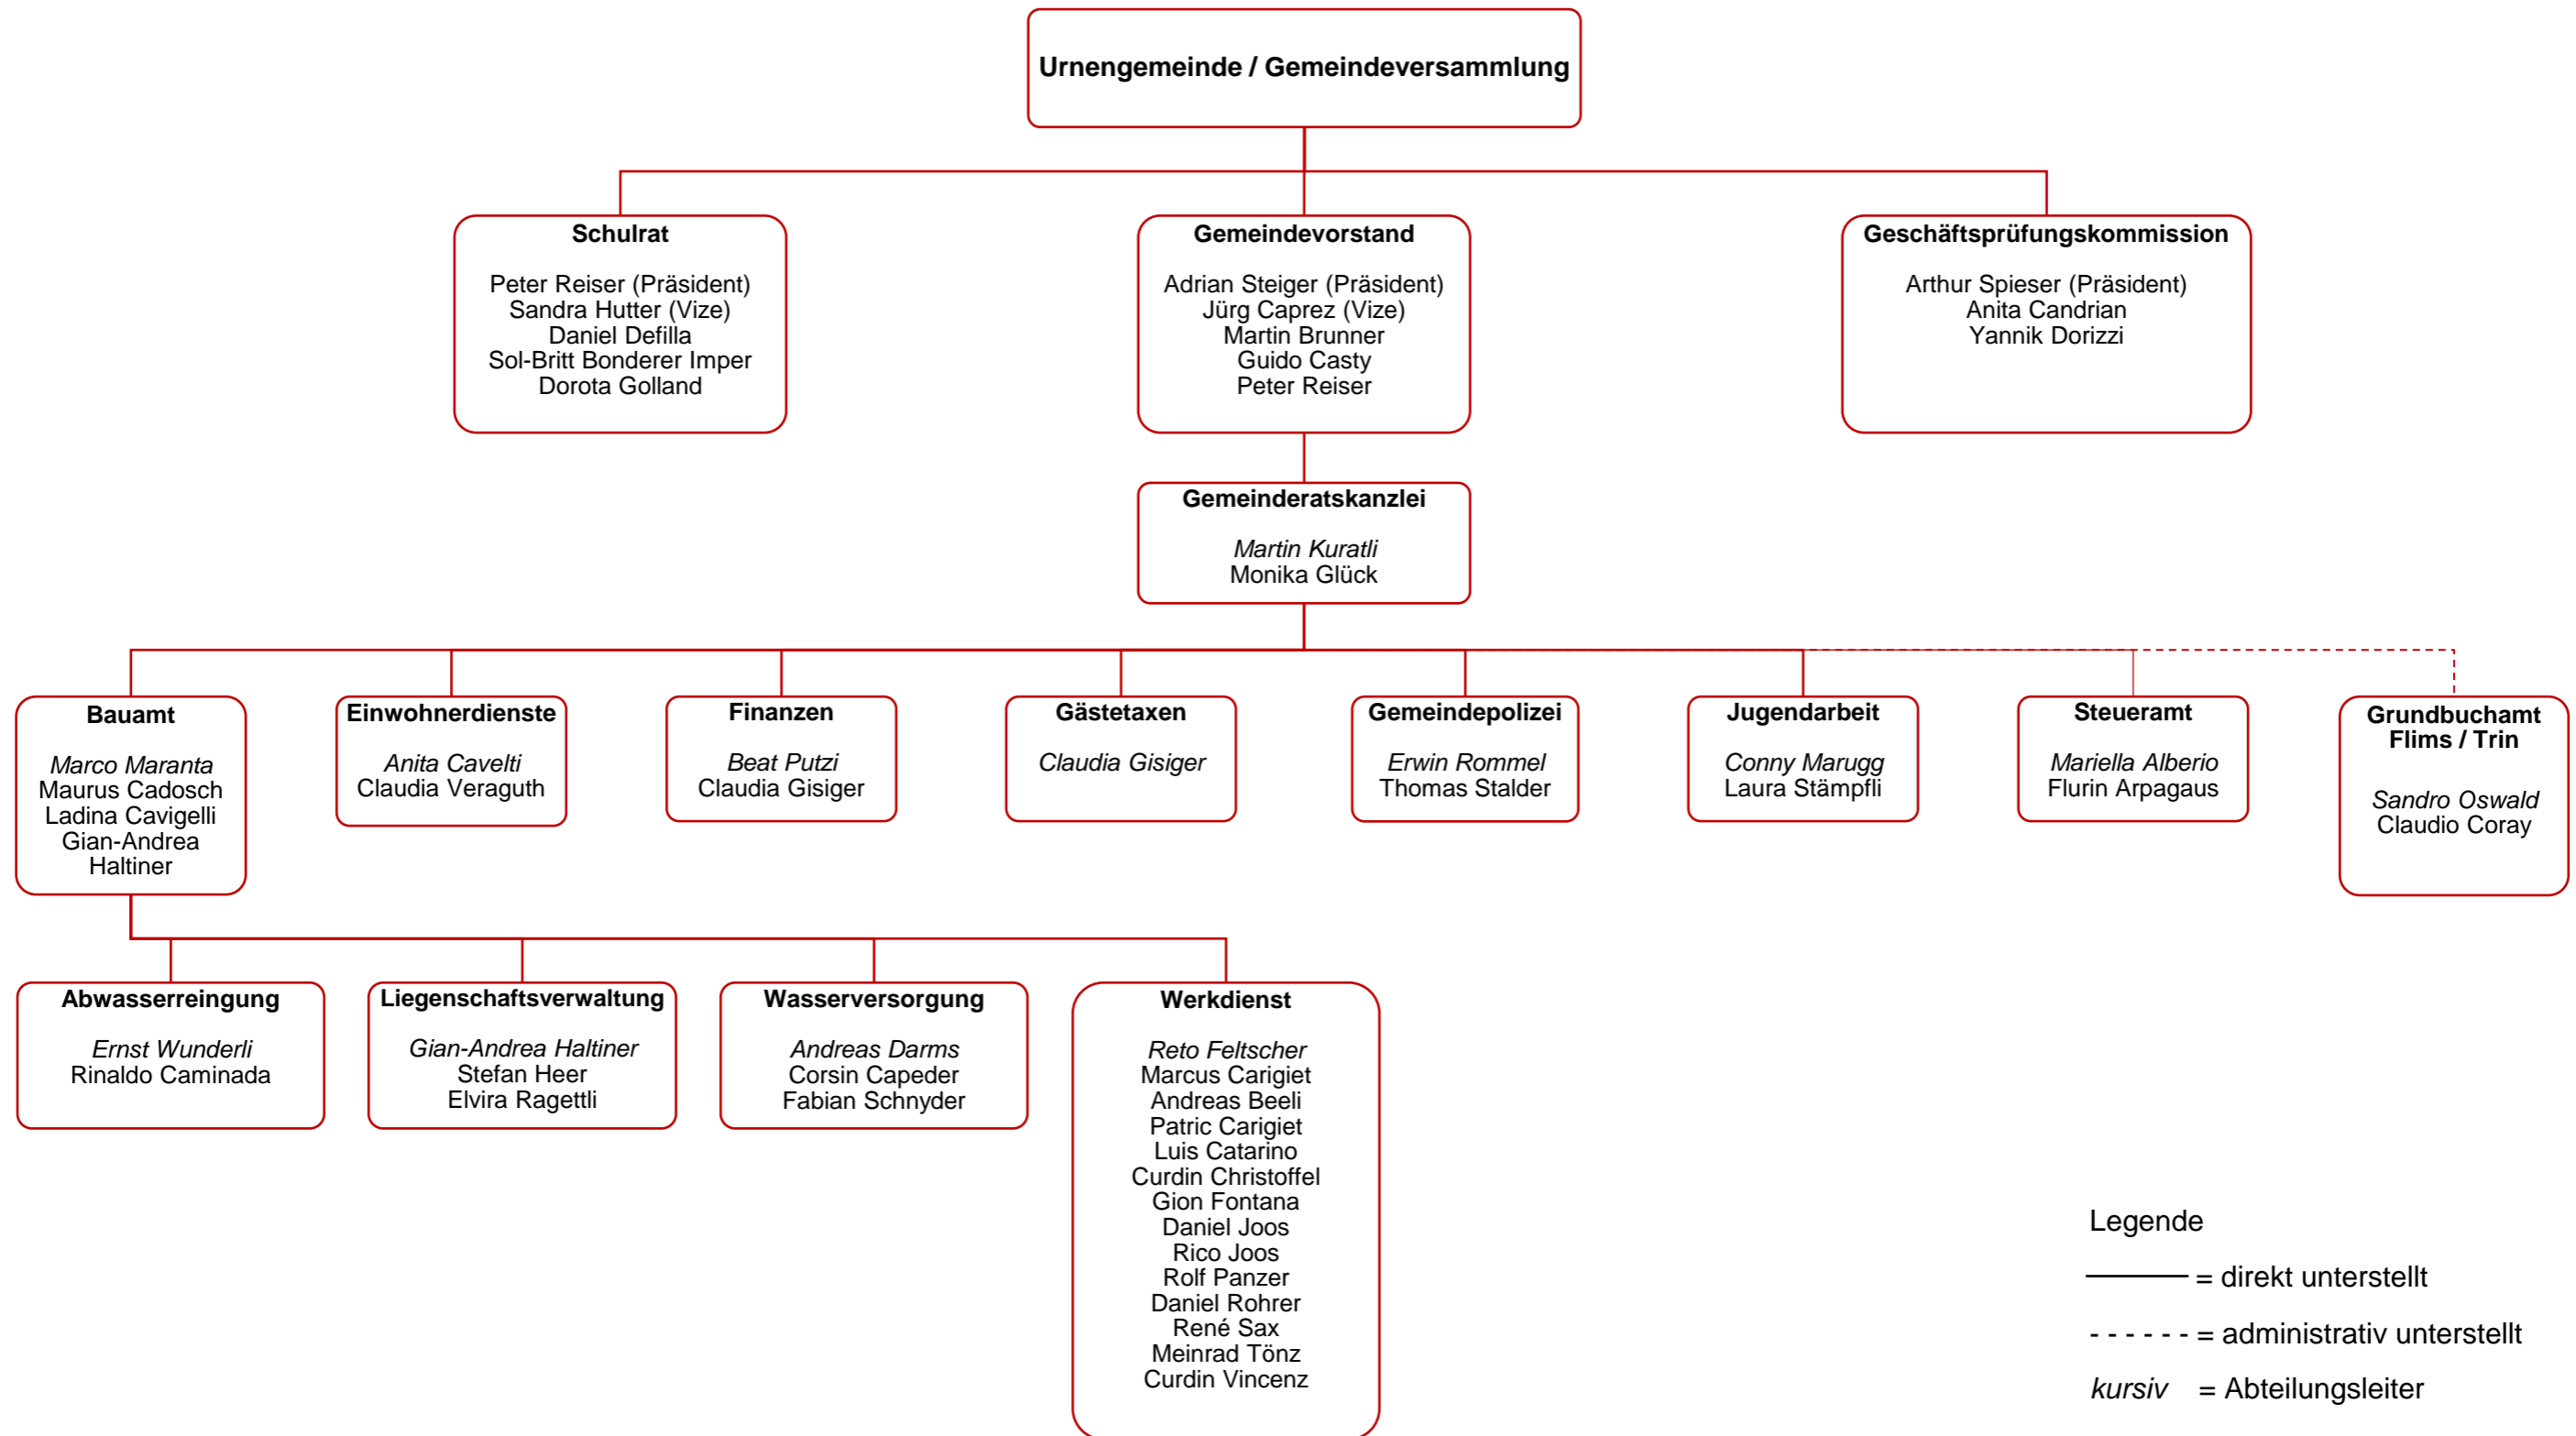 Urnengemeinde / Gemeindeversammlung
Schulrat
Peter Reiser (Präsident)
Sandra Hutter (Vize)
Daniel Defilla
Sol-Britt Bonderer Imper
Dorota Golland
Gemeindevorstand
Adrian Steiger (Präsident)
Jürg Caprez (Vize)
Martin Brunner
Guido Casty
Peter Reiser
Geschäftsprüfungskommission
Arthur Spieser (Präsident)
Anita Candrian
Yannik Dorizzi
Gemeinderatskanzlei
Martin Kuratli
Monika Glück
Bauamt
Marco Maranta
Maurus Cadosch
Ladina Cavigelli
Gian-Andrea
Haltiner
Einwohnerdienste
Anita Cavelti
Claudia Veraguth
Finanzen
Beat Putzi
Claudia Gisiger
Gästetaxen
Claudia Gisiger
Gemeindepolizei
Erwin Rommel
Thomas Stalder
Jugendarbeit
Conny Marugg
Laura Stämpfli
Steueramt
Mariella Alberio
Flurin Arpagaus
Grundbuchamt
Flims / Trin
Sandro Oswald
Claudio Coray
Abwasserreingung
Ernst Wunderli
Rinaldo Caminada
Liegenschaftsverwaltung
Gian-Andrea Haltiner
Stefan Heer
Elvira Ragettli
Wasserversorgung
Andreas Darms
Corsin Capeder
Fabian Schnyder
Werkdienst
Reto Feltscher
Marcus Carigiet
Andreas Beeli
Patric Carigiet
Luis Catarino
Curdin Christoffel
Gion Fontana
Daniel Joos
Rico Joos
Rolf Panzer
Daniel Rohrer
René Sax
Meinrad Tönz
Curdin Vincenz
Legende
= direkt unterstellt
- - - - - - = administrativ unterstellt
kursiv = Abteilungsleiter